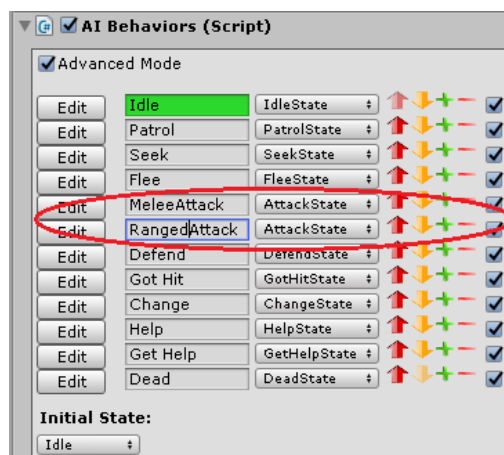 AI Behaviors (Script)
Advanced Mode
Edit Idle IdleState
Edit Patrol PatrolState
Edit Seek SeekState
Edit Flee FleeState
Edit MeleeAttack AttackState
Edit RangedAttack AttackState
Edit Defend DefendState
Edit Got Hit GotHitState
Edit Change ChangeState
Edit Help HelpState
Edit Get Help GetHelpState
Edit Dead DeadState
Initial State:
Idle